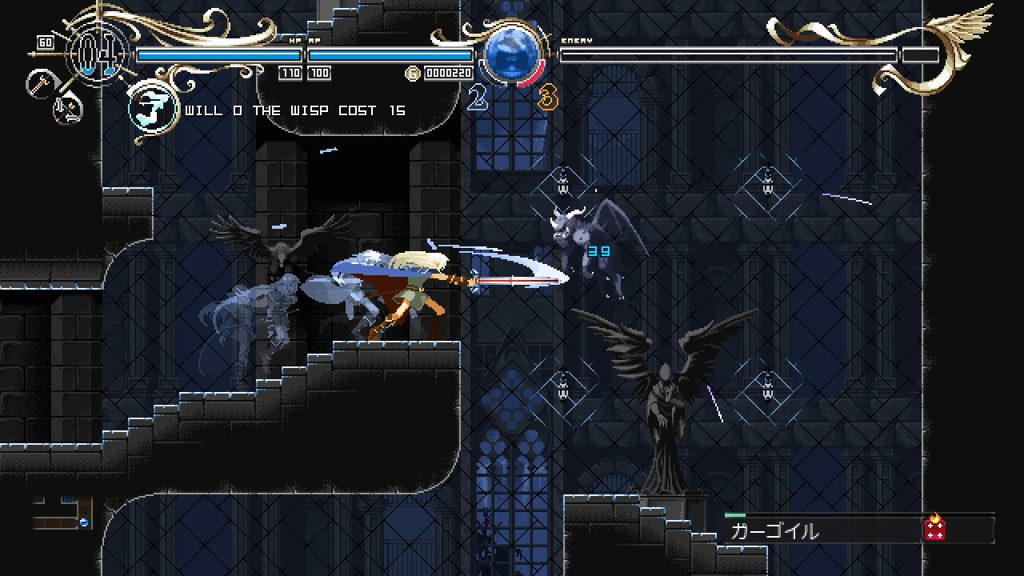 60
04
HP MP
ENEMY
110 100
G 0000220
2
3
WILL O THE WISP COST 15
39
ガーゴイル